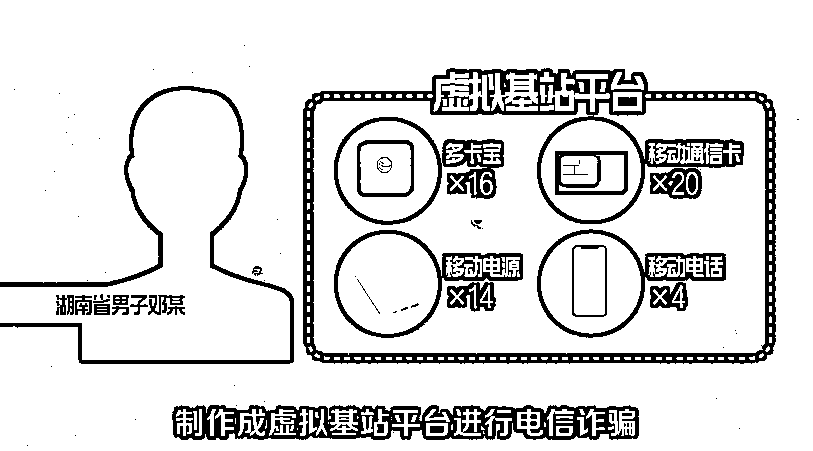 虚拟基站平台
多卡宝
×16
移动通信卡
×20
移动电源
×14
移动电话
×4
湖南省男子邓某
制作成虚拟基站平台进行电信诈骗